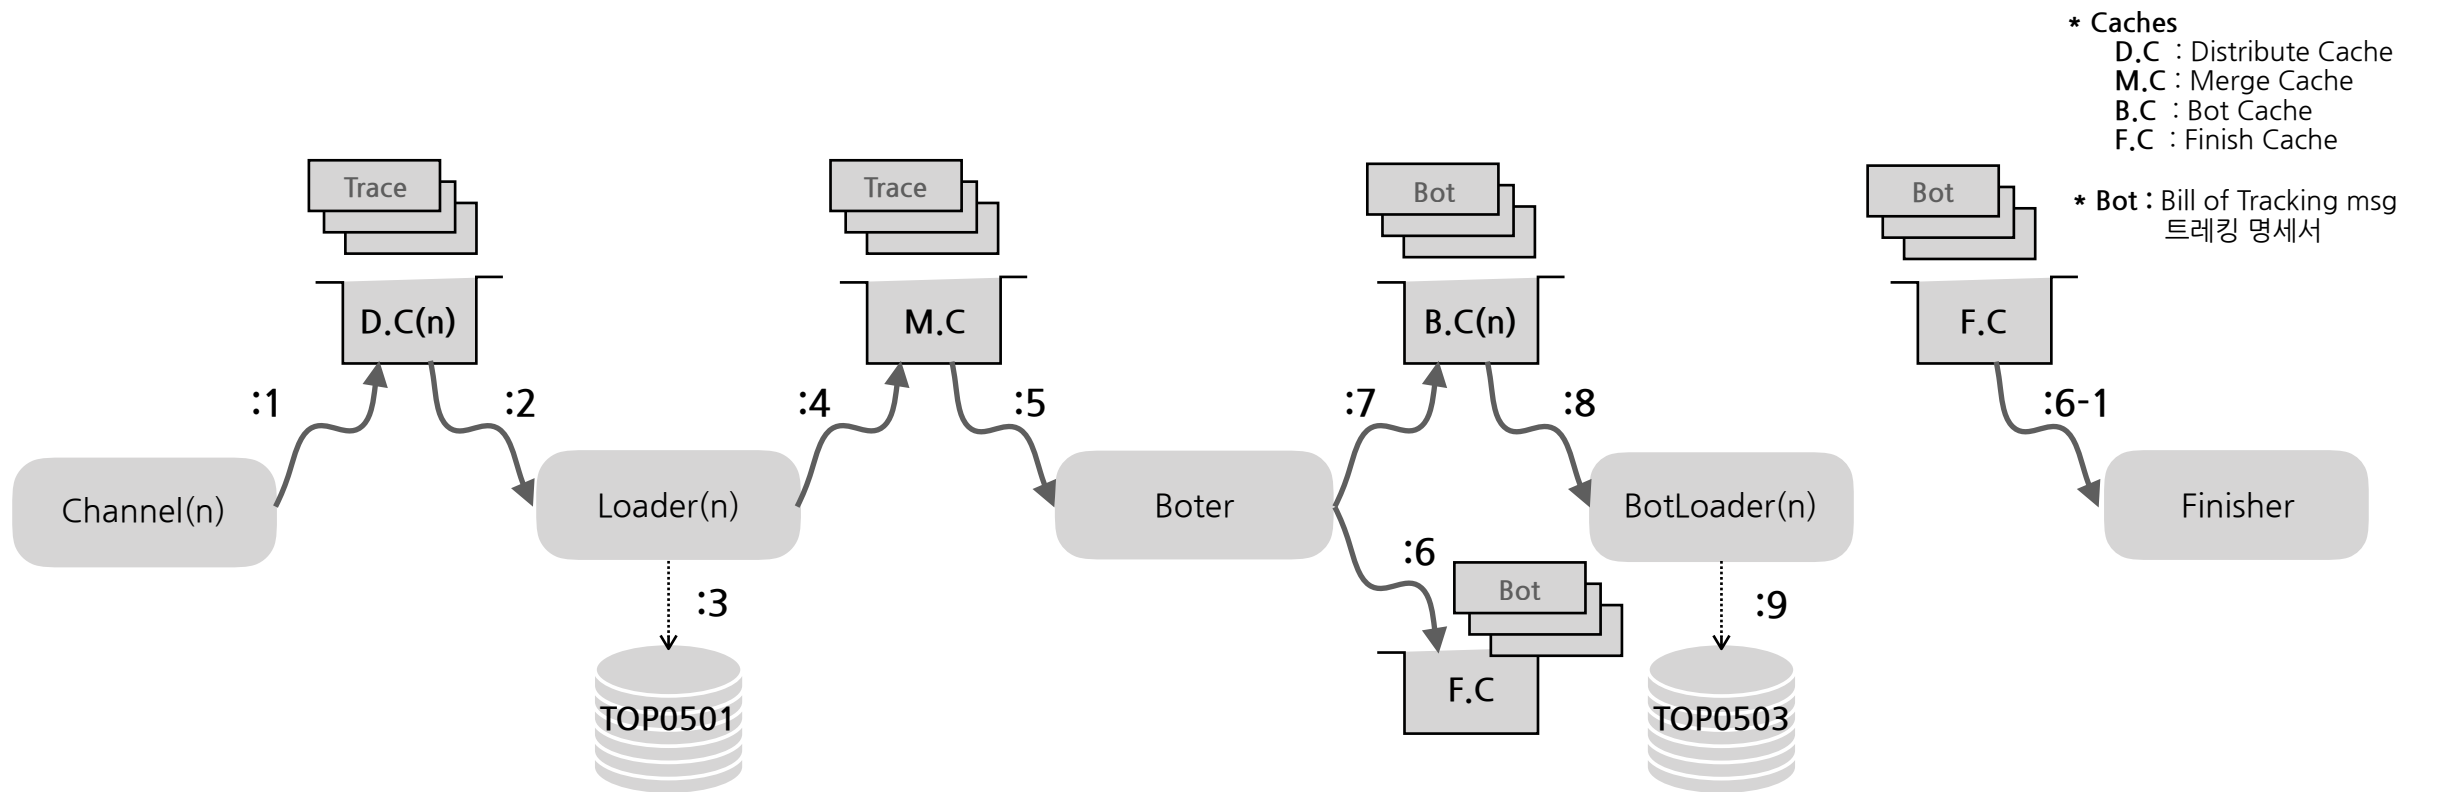 * Caches
D.C : Distribute Cache
M.C : Merge Cache
B.C : Bot Cache
F.C : Finish Cache
* Bot : Bill of Tracking msg
트레킹 명세서
Trace
Trace
Bot
Bot
D.C(n)
M.C
B.C(n)
F.C
:1
:2
:4
:5
:7
:8
:6-1
Channel(n)
Loader(n)
Boter
BotLoader(n)
Finisher
:6
Bot
:3
:9
F.C
TOP0501
TOP0503